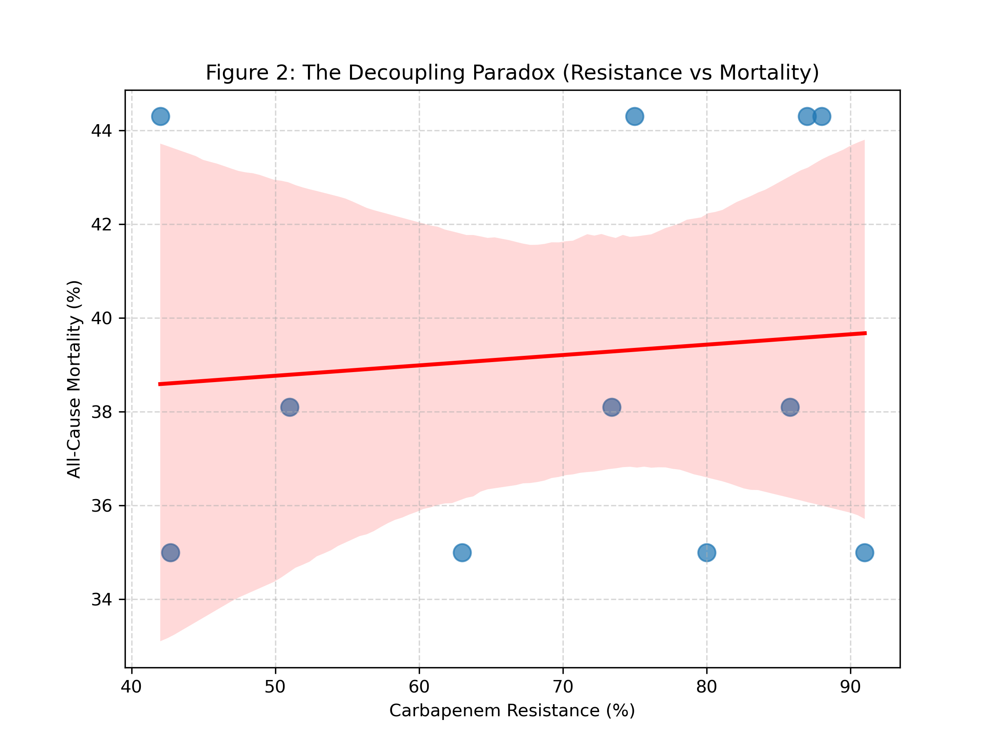 Figure 2: The Decoupling Paradox (Resistance vs Mortality)
All-Cause Mortality (%)
44
42
40
38
36
34
40 50 60 70 80 90
Carbapenem Resistance (%)